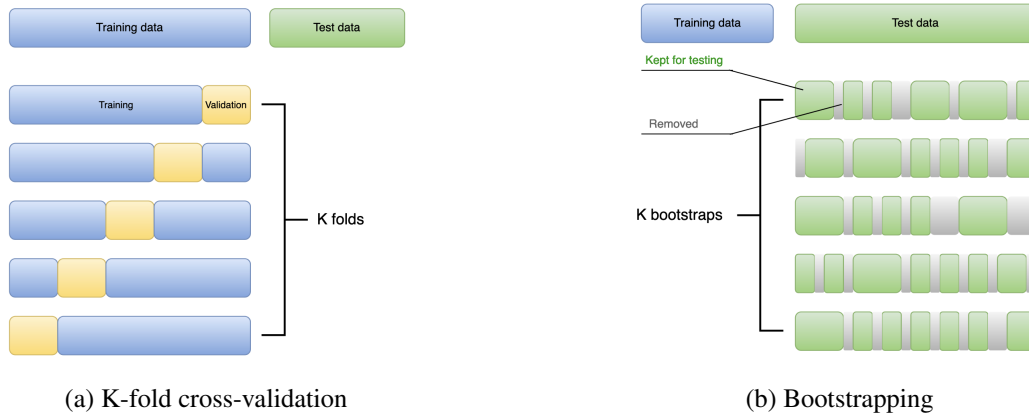 Training data
Test data
Training
Validation
K folds
(a) K-fold cross-validation
Training data
Test data
Kept for testing
Removed
K bootstraps
(b) Bootstrapping